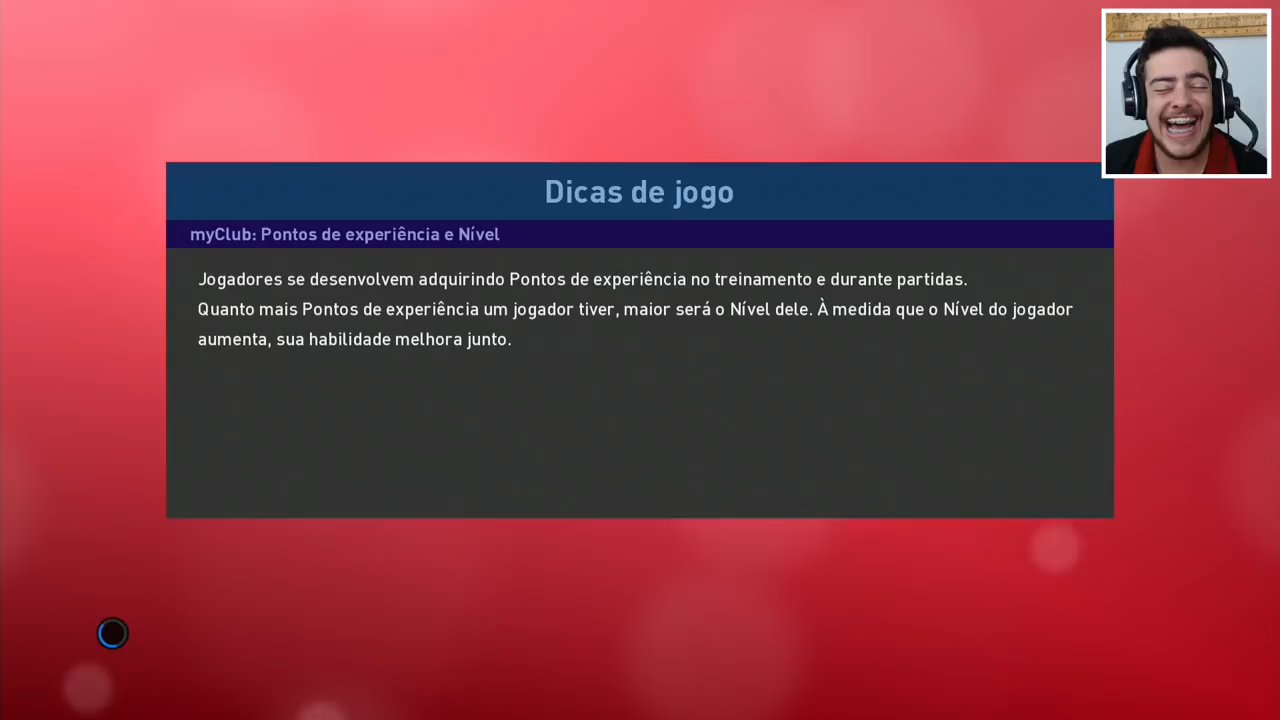 Dicas de jogo
myClub: Pontos de experiência e Nível
Jogadores se desenvolvem adquirindo Pontos de experiência no treinamento e durante partidas.
Quanto mais Pontos de experiência um jogador tiver, maior será o Nível dele. À medida que o Nível do jogador
aumenta, sua habilidade melhora junto.